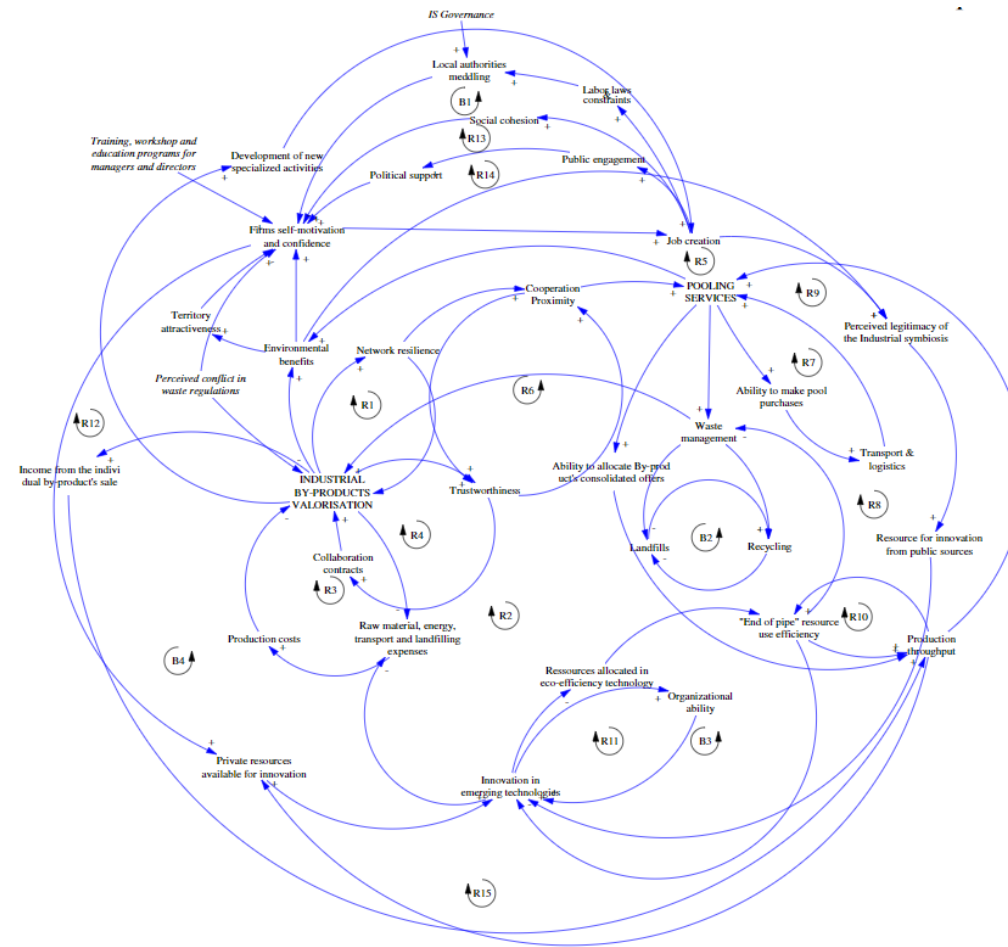 IS Governance
Local authorities
meddling
Labor laws
&
constraints
B1
Social cohesion
R13
Training, workshop and
education programs for
managers and directors
Development of new
specialized activities
Political support
R14
Public engagement
Firms self-motivation
and confidence
Job creation
R5
POOLING
SERVICES
Cooperation
Proximity
R9
Territory
attractiveness
Perceived legitimacy of
the Industrial symbiosis
Environmental
benefits
Network resilience
R7
Perceived conflict in
waste regulations
R1
R6
Ability to make pool
purchases
R12
Waste
management
Income from the indivi
dual by-product's sale
Ability to allocate By-prod
uct's consolidated offers
Transport &
logistics
INDUSTRIAL
BY-PRODUCTS
VALORISATION
Trustworthiness
R8
R4
B2
Landfills
Recycling
Resource for innovation
from public sources
Collaboration
contracts
R3
R2
R10
Production costs
Raw material, energy,
transport and landfilling
expenses
"End of pipe" resource
use efficiency
Production
throughput
B4
Ressources allocated in
eco-efficiency technology
Organizational
ability
R11
B3
Private resources
available for innovation
Innovation in
emerging technologies
R15